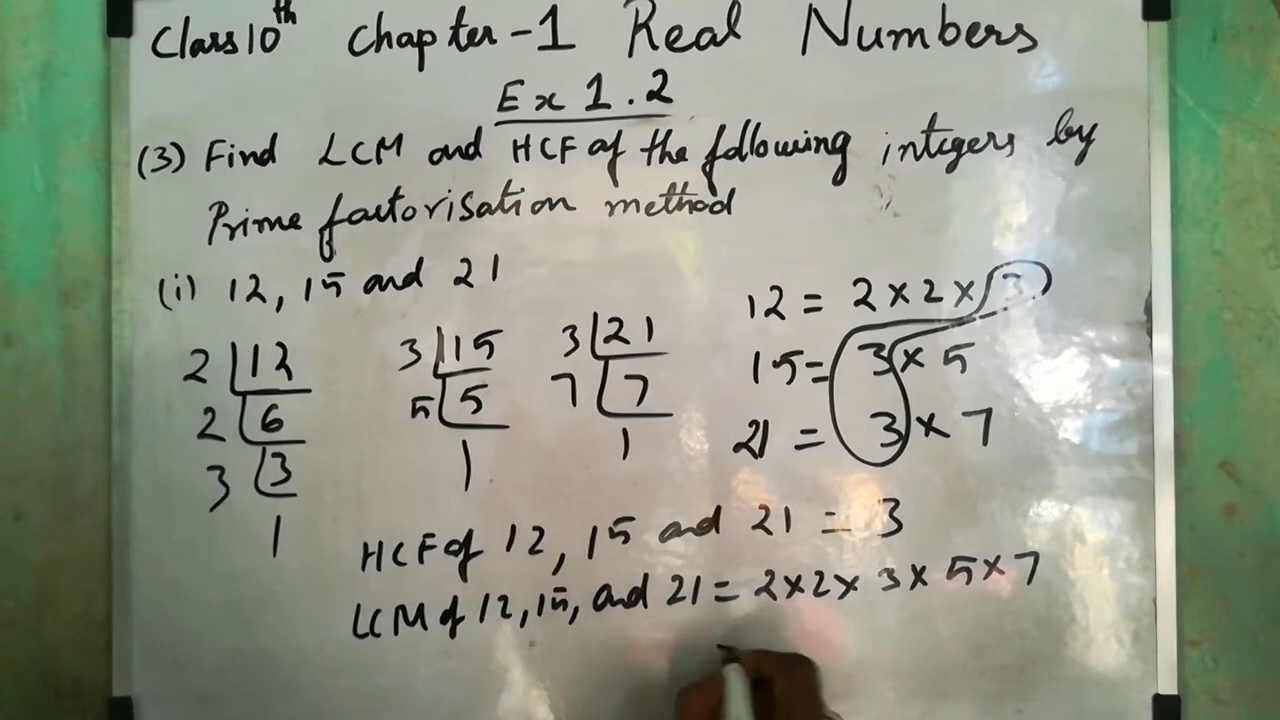 Class 10th Chapter-1 Real Numbers
Ex 1.2
(3) Find LCM and HCF of the following integers by
Prime factorisation method
(i) 12, 15 and 21
2 12
2 6
3 3
1
3 15
5 5
1
3 21
7 7
1
12 = 2 × 2 × 3
15 = 3 × 5
21 = 3 × 7
HCF of 12, 15 and 21 = 3
LCM of 12, 15, and 21 = 2×2× 3× 5×7